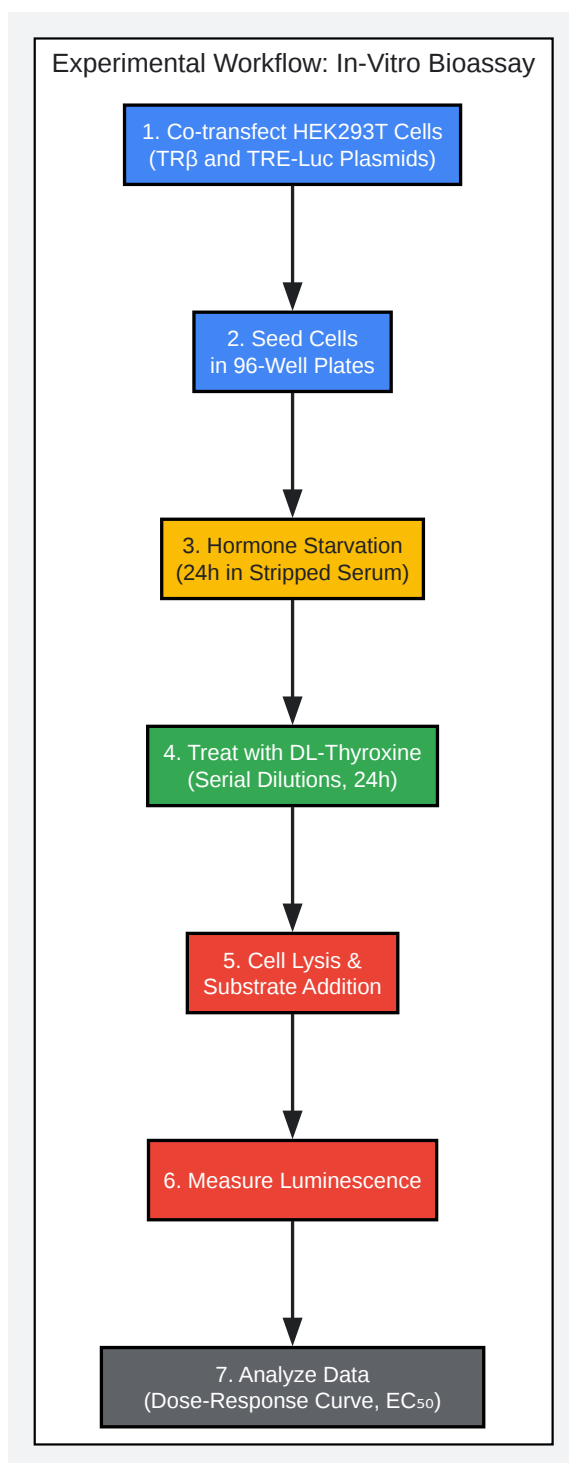 Experimental Workflow: In-Vitro Bioassay
1. Co-transfect HEK293T Cells
(TRβ and TRE-Luc Plasmids)
2. Seed Cells
in 96-Well Plates
3. Hormone Starvation
(24h in Stripped Serum)
4. Treat with DL-Thyroxine
(Serial Dilutions, 24h)
5. Cell Lysis &
Substrate Addition
6. Measure Luminescence
7. Analyze Data
(Dose-Response Curve, EC₅₀)